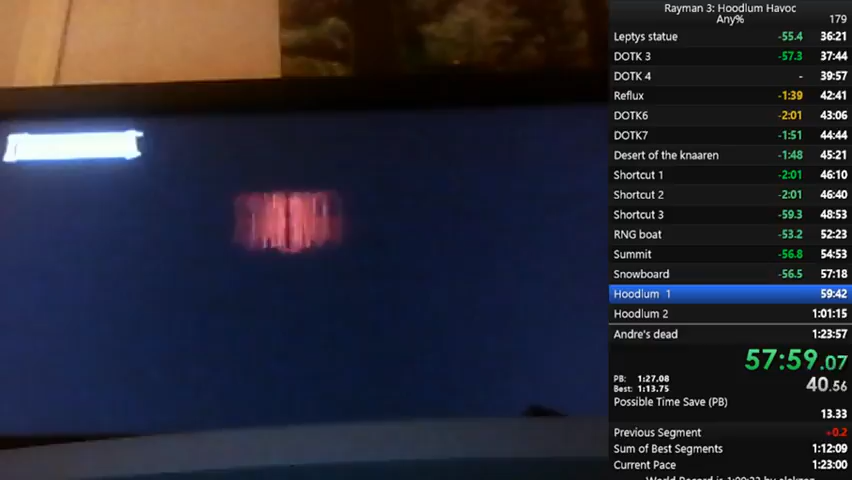 Rayman 3: Hoodlum Havoc
Any% 179
Leptys statue -55.4 36:21
DOTK 3 -57.3 37:44
DOTK 4 - 39:57
Reflux -1:39 42:41
DOTK6 -2:01 43:06
DOTK7 -1:51 44:44
Desert of the knaaren -1:48 45:21
Shortcut 1 -2:01 46:10
Shortcut 2 -2:01 46:40
Shortcut 3 -59.3 48:53
RNG boat -53.2 52:23
Summit -56.8 54:53
Snowboard -56.5 57:18
Hoodlum 1 59:42
Hoodlum 2 1:01:15
Andre's dead 1:23:57
57:59.07
PB: 1:27.08
Best: 1:13.75
40.56
Possible Time Save (PB)
13.33
Previous Segment +0.2
Sum of Best Segments 1:12:09
Current Pace 1:23:00
World Record is